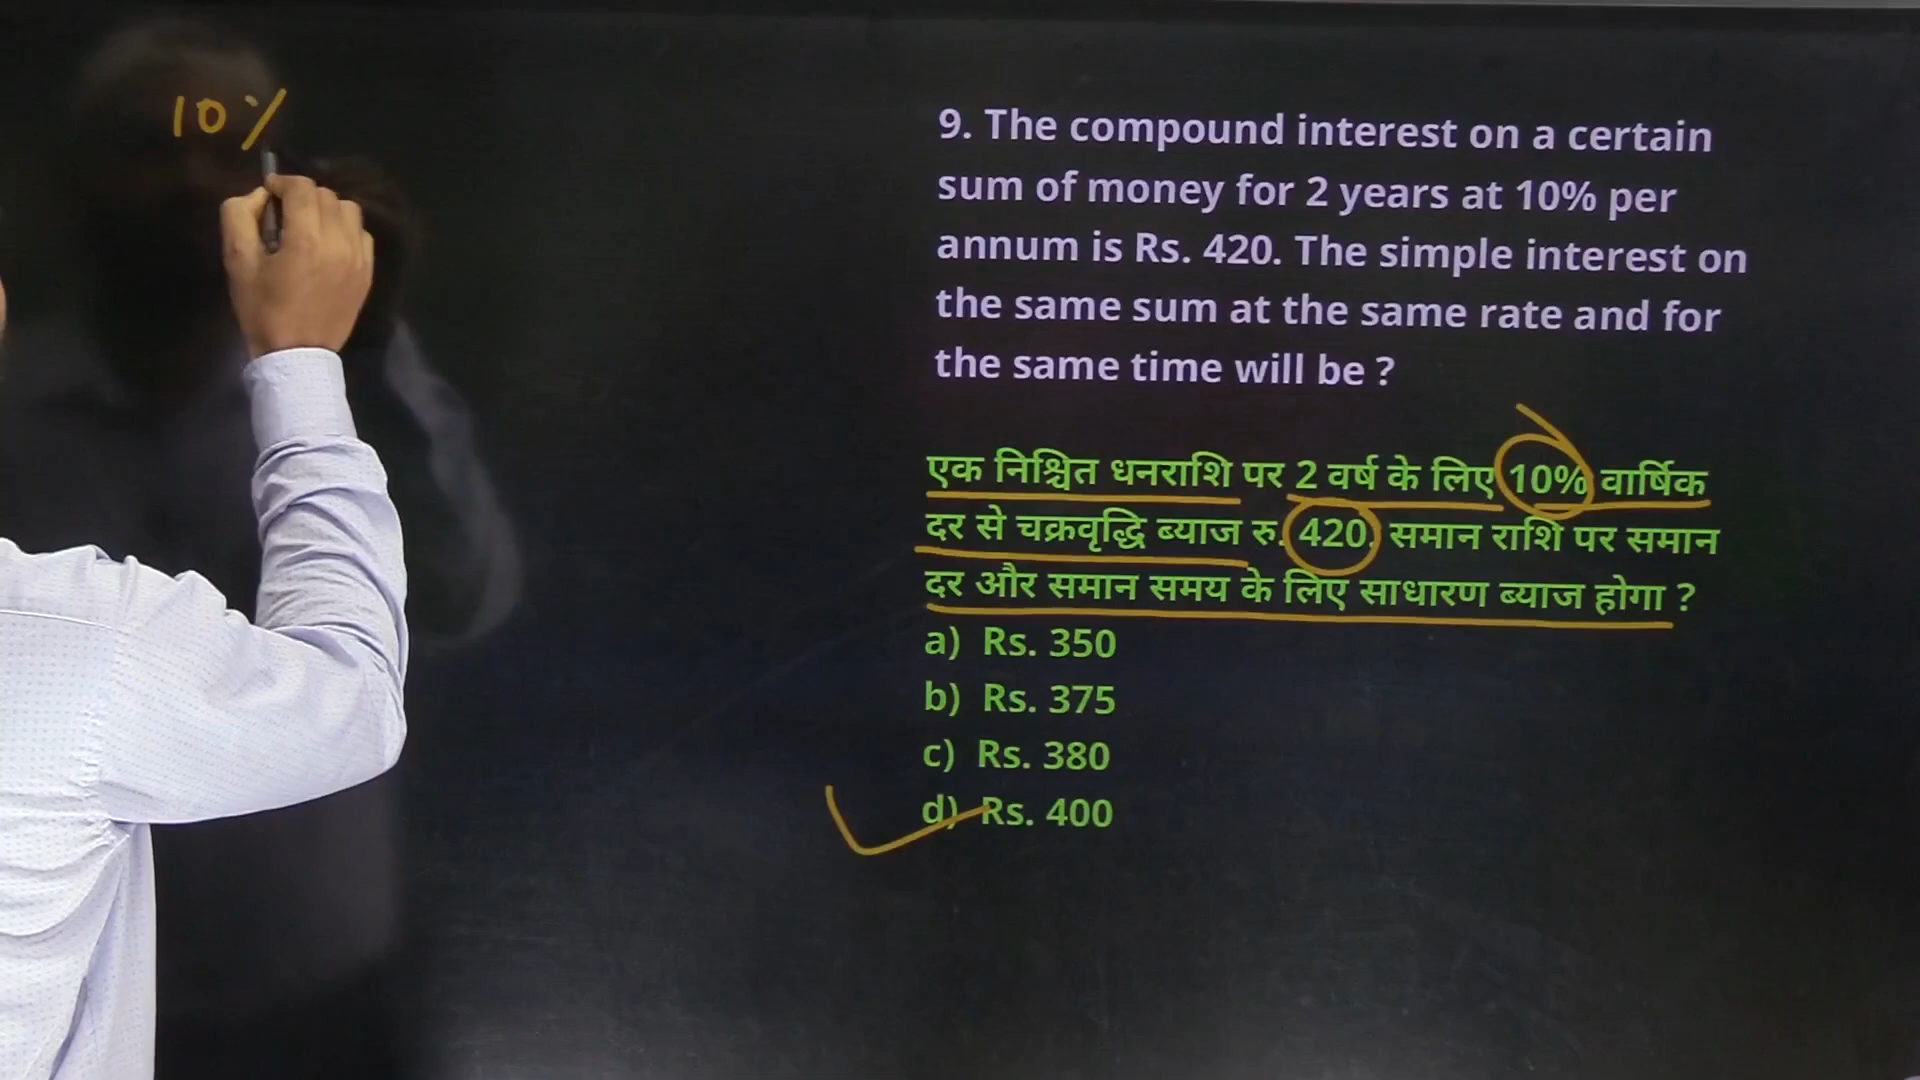 10%
9. The compound interest on a certain
sum of money for 2 years at 10% per
annum is Rs. 420. The simple interest on
the same sum at the same rate and for
the same time will be ?
एक निश्चित धनराशि पर 2 वर्ष के लिए 10% वार्षिक
दर से चक्रवृद्धि ब्याज रु. 420. समान राशि पर समान
दर और समान समय के लिए साधारण ब्याज होगा ?
a) Rs. 350
b) Rs. 375
c) Rs. 380
d) Rs. 400